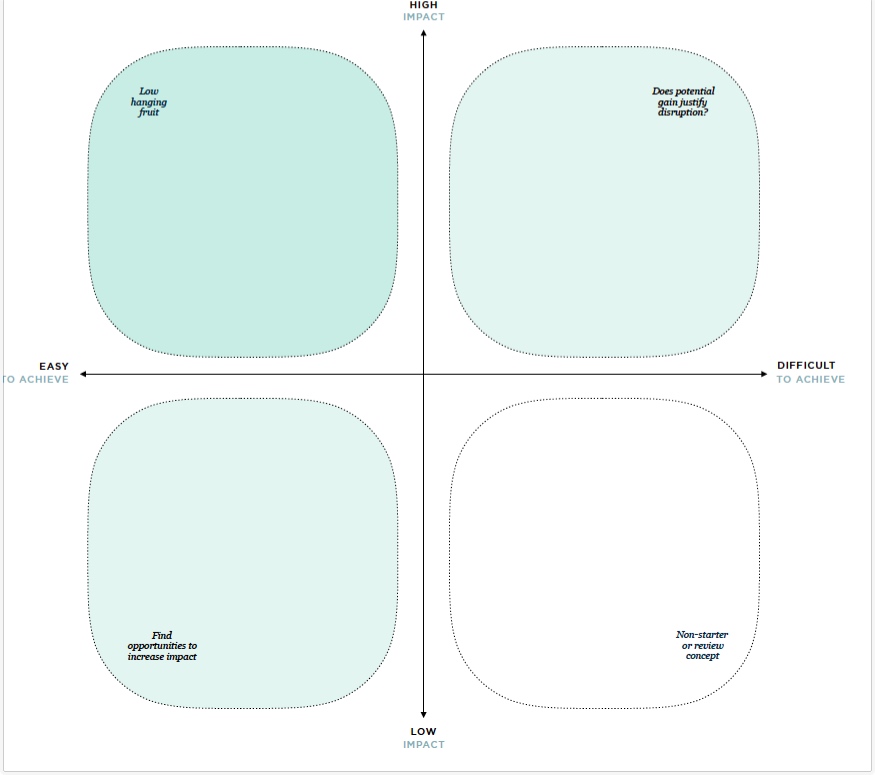 HIGH
IMPACT
Low
hanging
fruit
Does potential
gain justify
disruption?
EASY
TO ACHIEVE
DIFFICULT
TO ACHIEVE
Find
opportunities to
increase impact
Non-starter
or review
concept
LOW
IMPACT